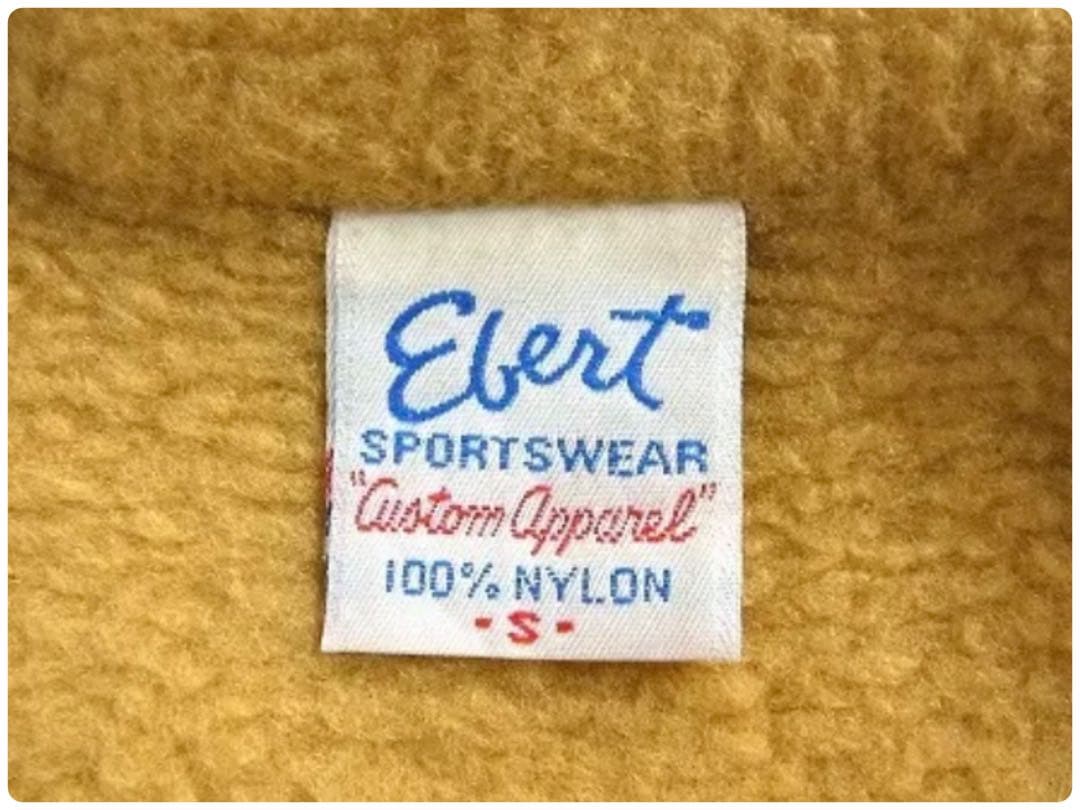 Ebert
SPORTSWEAR
"Custom Apparel"
100% NYLON
- S -